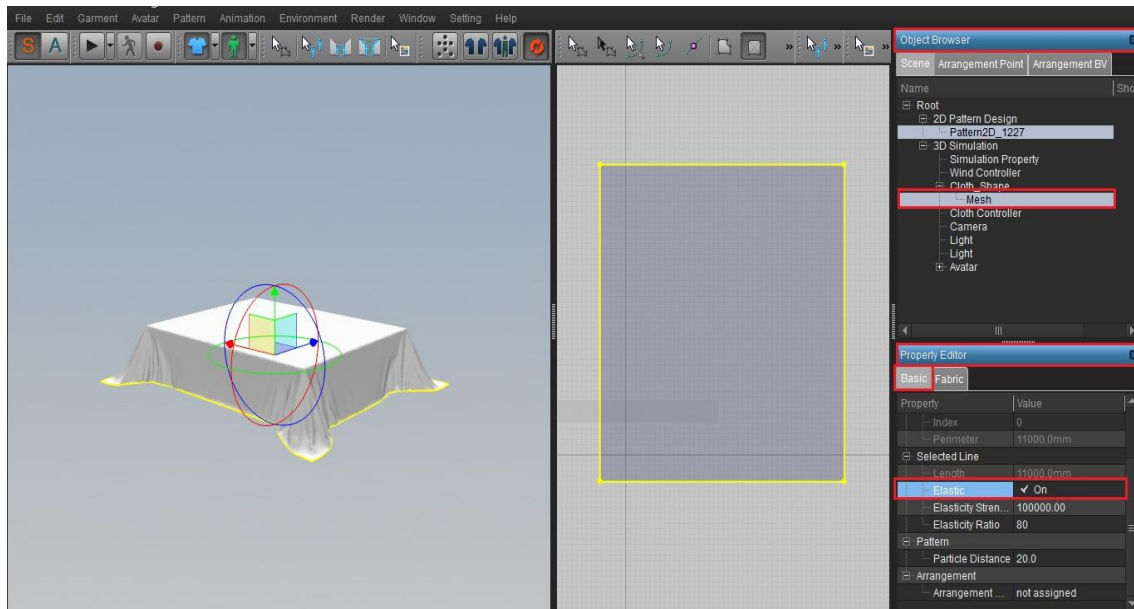 File Edit Garment Avatar Pattern Animation Environment Render Window Setting Help
S A
» » »
Object Browser
Scene Arrangement Point Arrangement BV
Name Sho
Root
2D Pattern Design
Pattern2D_1227
3D Simulation
Simulation Property
Wind Controller
Cloth_Shape
Mesh
Cloth Controller
Camera
Light
Light
Avatar
Property Editor
Basic Fabric
Property Value
Index 0
Perimeter 11000.0mm
Selected Line
Length 11000.0mm
Elastic On
Elasticity Stren... 100000.00
Elasticity Ratio 80
Pattern
Particle Distance 20.0
Arrangement
Arrangement ... not assigned